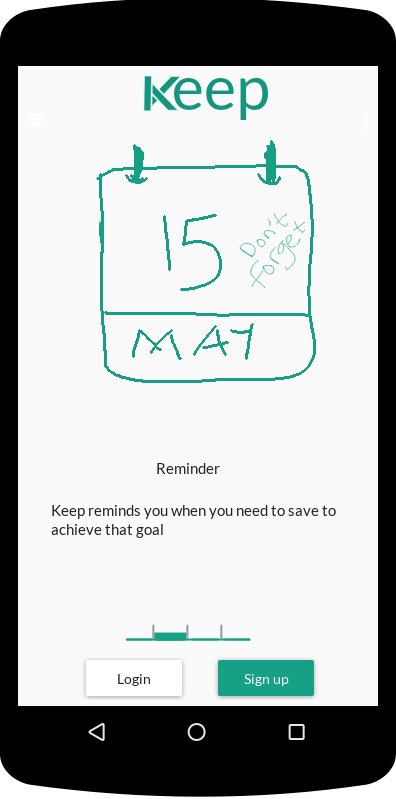 Keep
15
Don't
forget
MAY
Reminder
Keep reminds you when you need to save to
achieve that goal
Login
Sign up